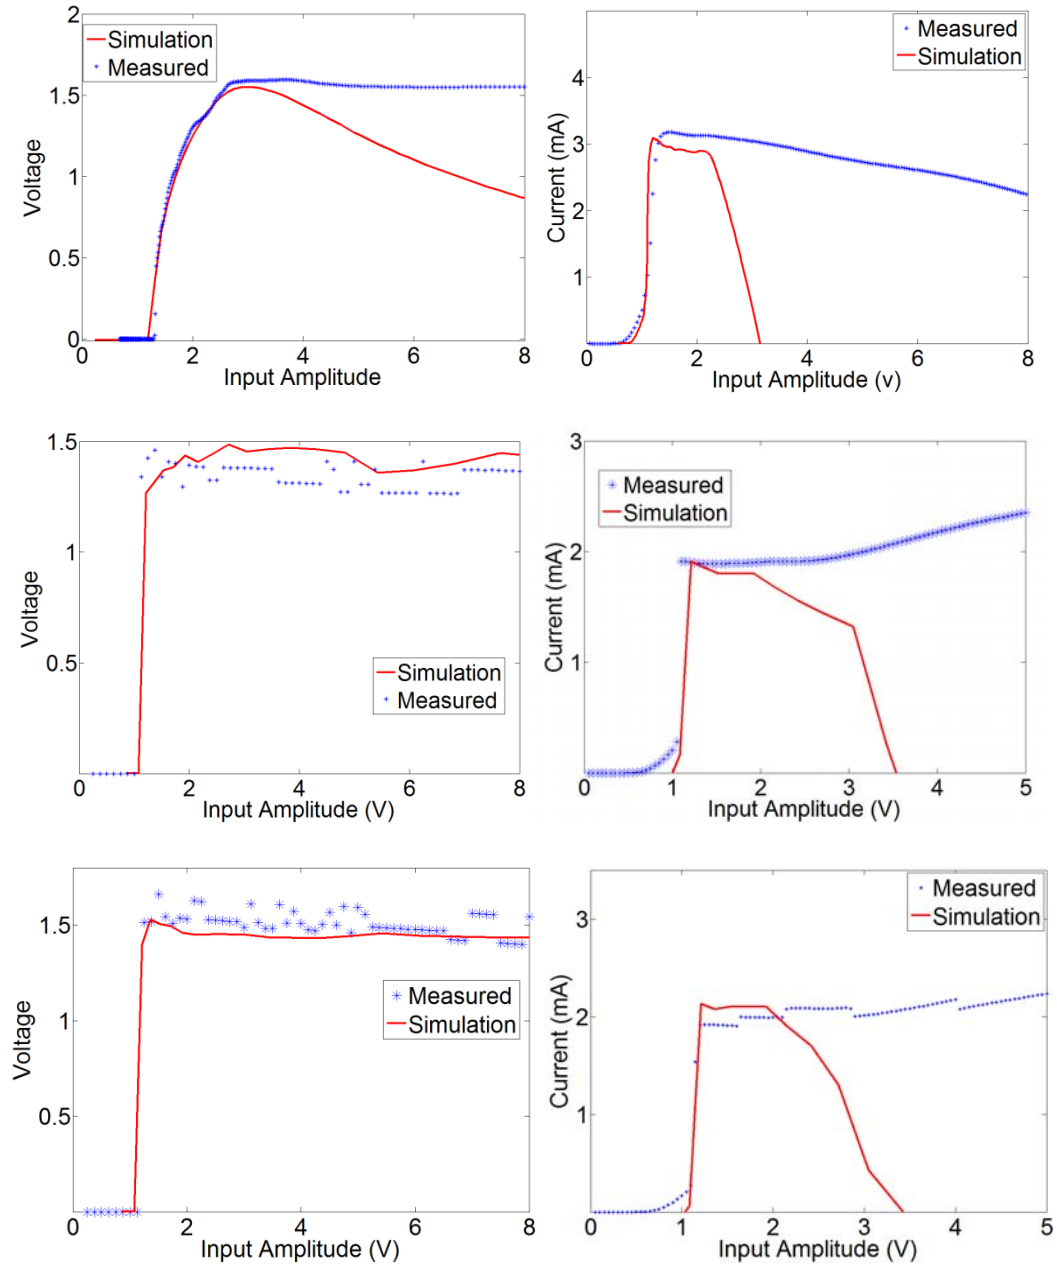 2
1.5
1
0.5
0
Voltage
Simulation
Measured
2
4
6
8
Input Amplitude
4
3
2
1
Current (mA)
Measured
Simulation
0
2
4
6
8
Input Amplitude (v)
1.5
1
0.5
Voltage
Simulation
Measured
0
2
4
6
8
Input Amplitude (V)
3
2
1
Current (mA)
Measured
Simulation
0
1
2
3
4
5
Input Amplitude (V)
1.5
1
0.5
Voltage
Measured
Simulation
0
2
4
6
8
Input Amplitude (V)
3
2
1
Current (mA)
Measured
Simulation
0
1
2
3
4
5
Input Amplitude (V)